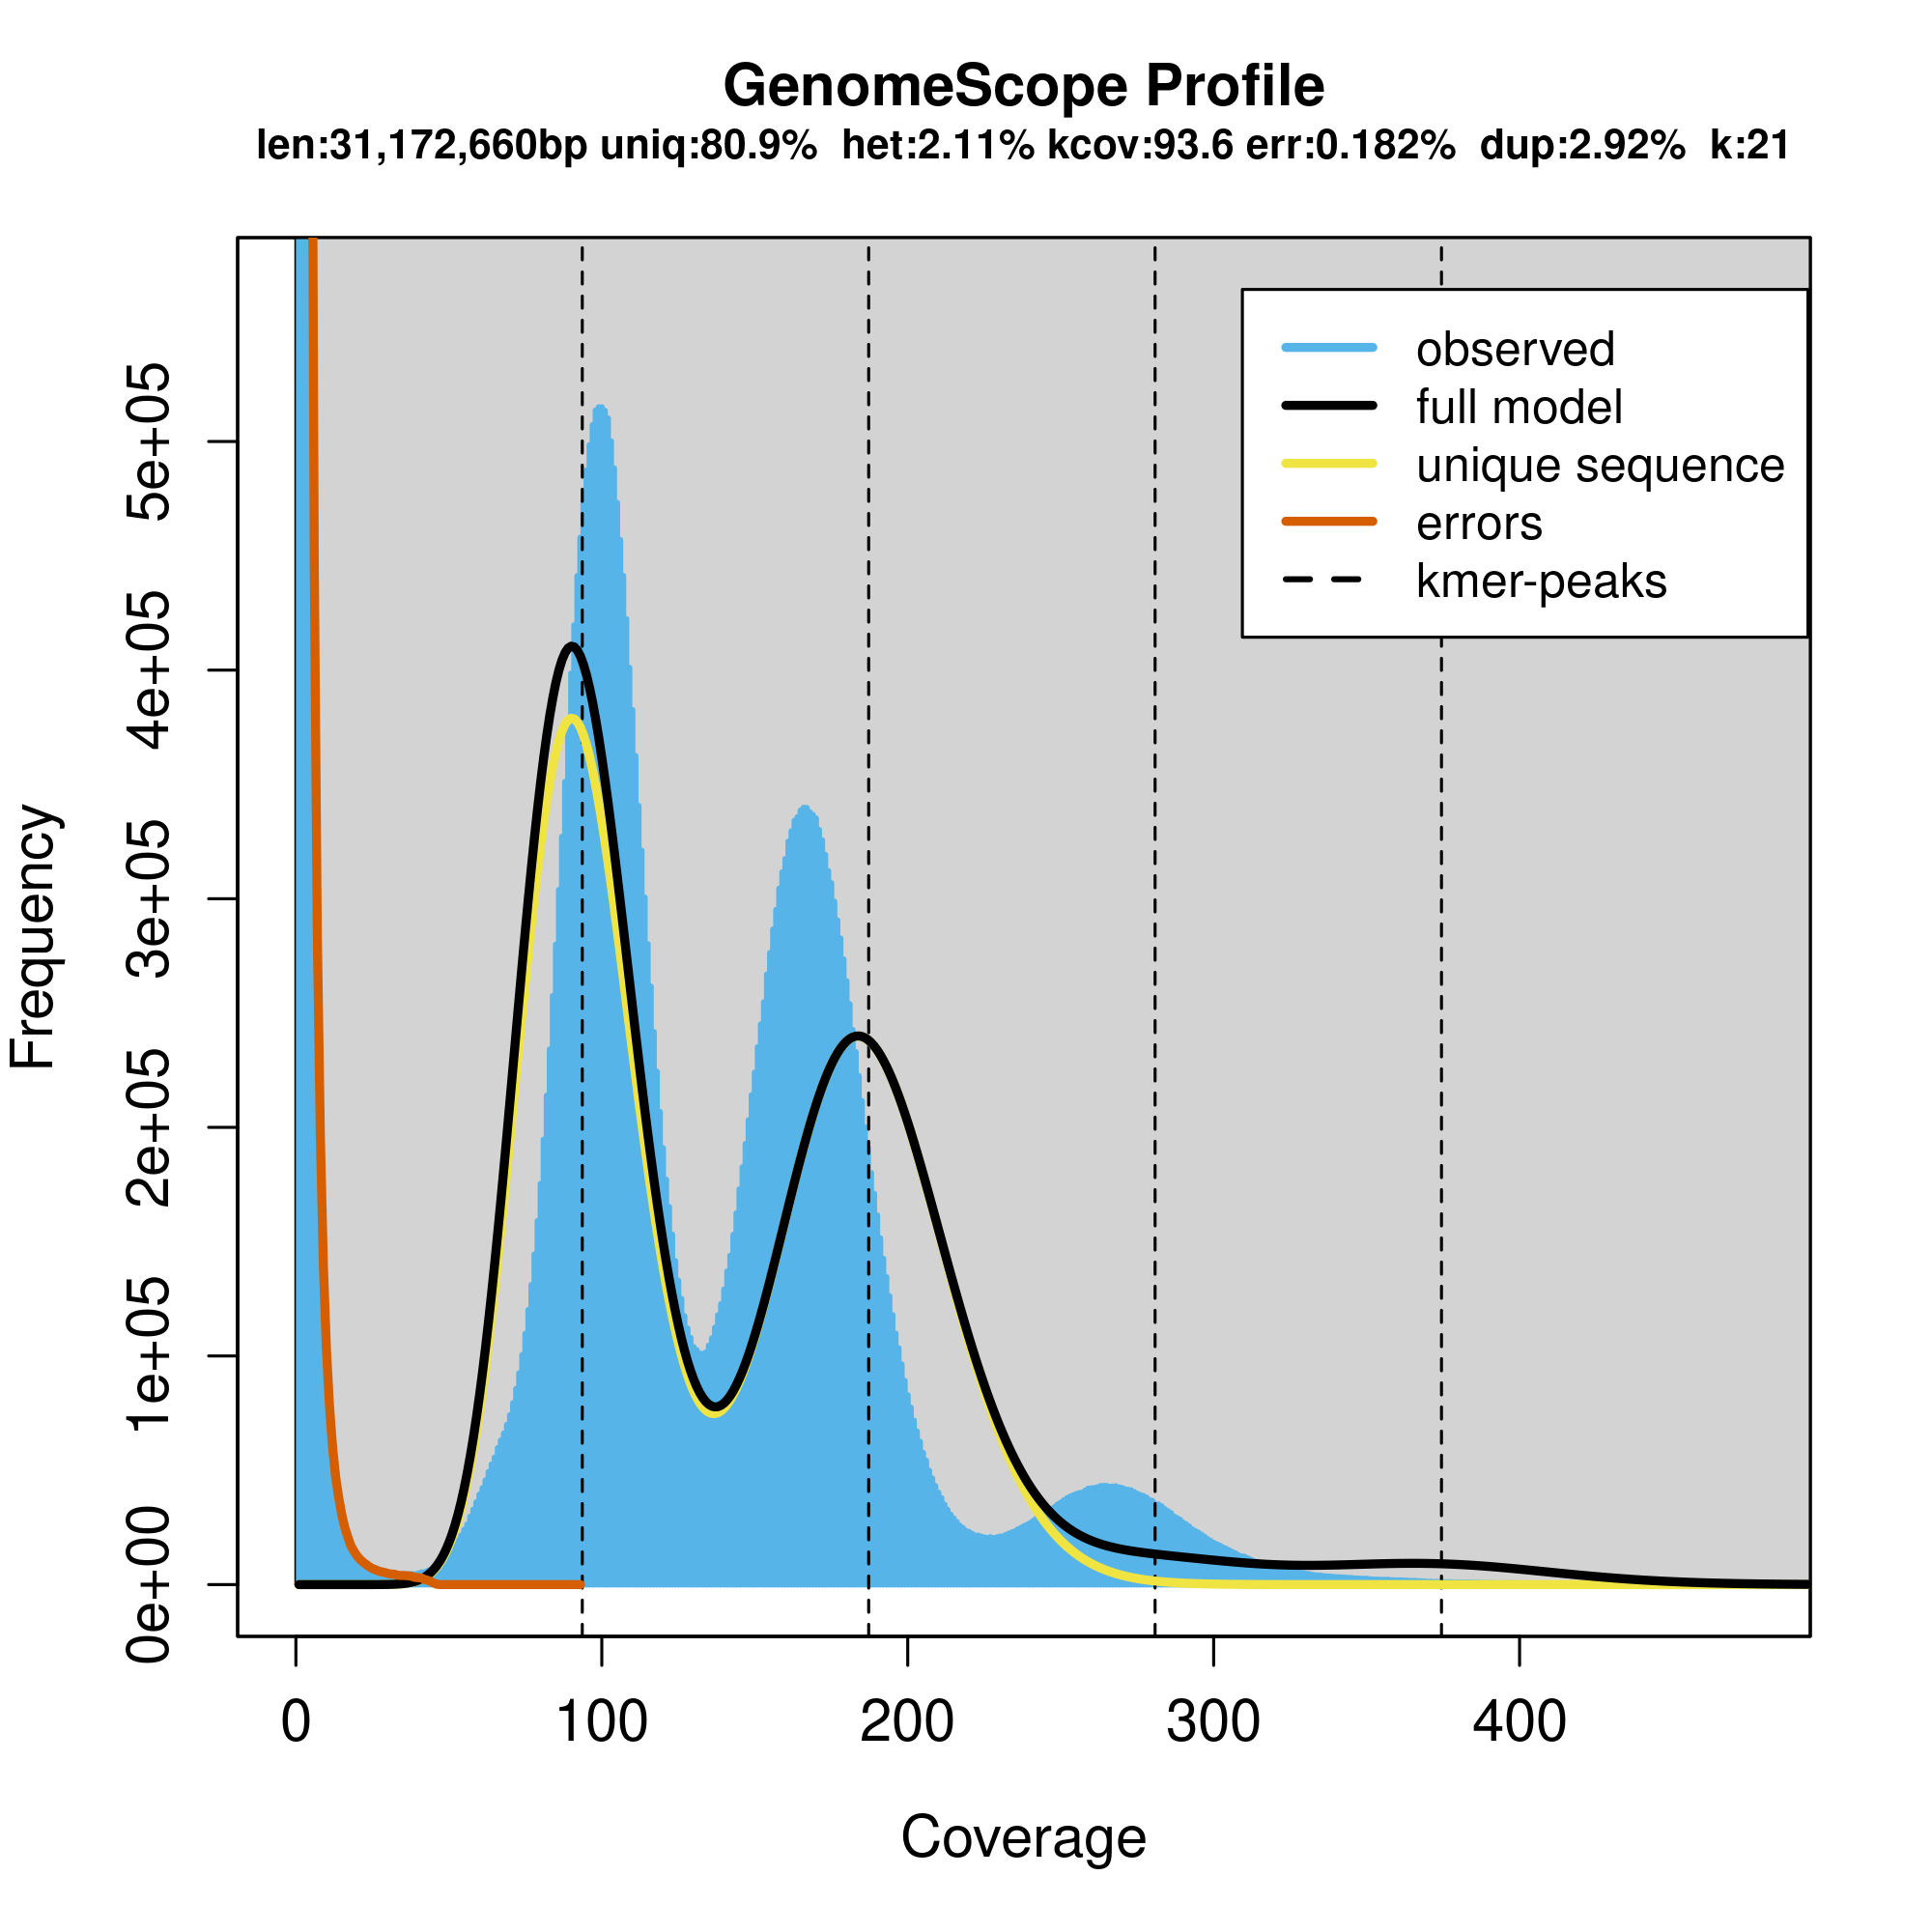 GenomeScope Profile
len:31,172,660bp uniq:80.9% het:2.11% kcov:93.6 err:0.182% dup:2.92% k:21
observed
full model
unique sequence
errors
kmer-peaks
Frequency
5e+05
4e+05
3e+05
2e+05
1e+05
0e+00
0 100 200 300 400
Coverage